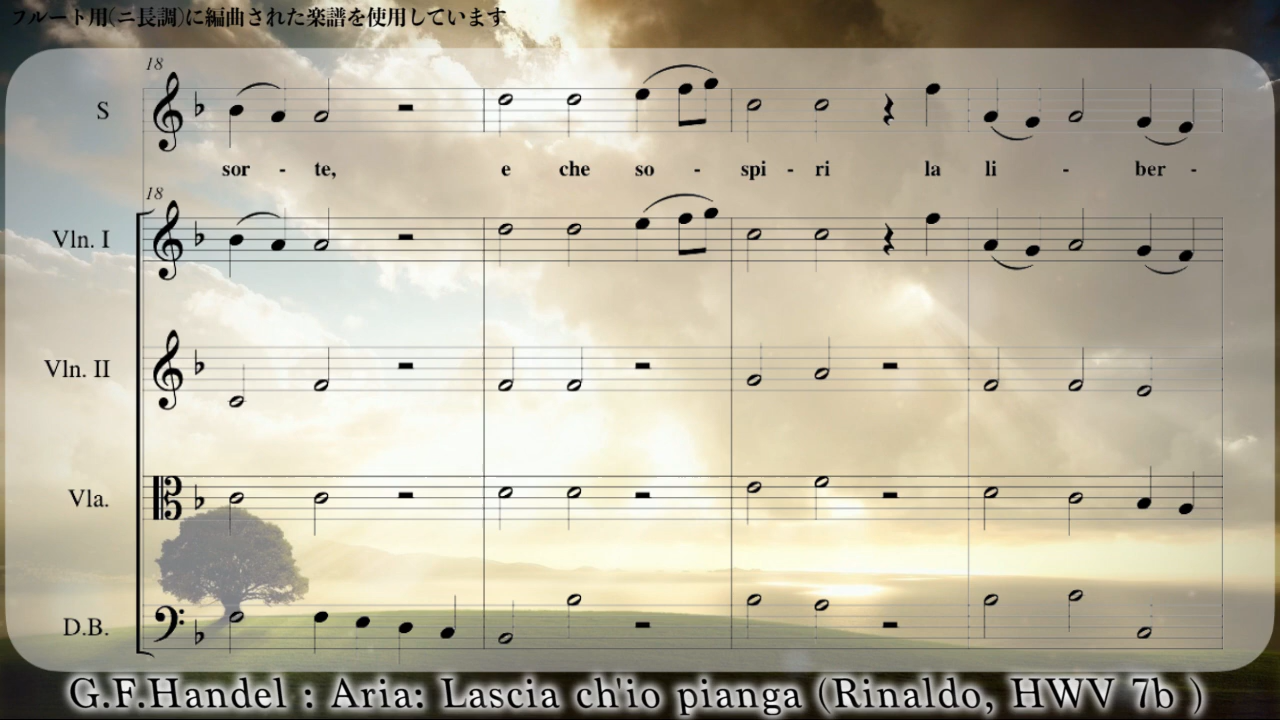 フルート用(ニ長調)に編曲された楽譜を使用しています
18
S
sor - te, e che so - spi - ri la li - ber -
18
Vln. I
Vln. II
Vla.
D.B.
G.F.Handel : Aria: Lascia ch'io pianga (Rinaldo, HWV 7b )